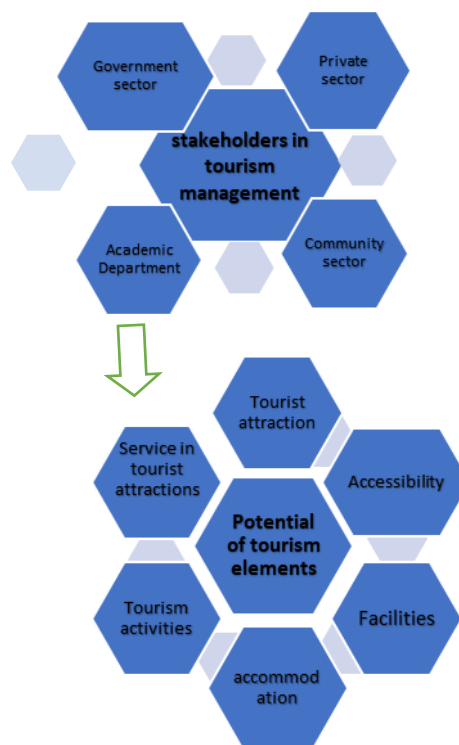 Government
sector
Private
sector
stakeholders in
tourism
management
Academic
Department
Community
sector
Tourist
attraction
Service in
tourist
attractions
Accessibility
Potential
of tourism
elements
Tourism
activities
Facilities
accommod
ation